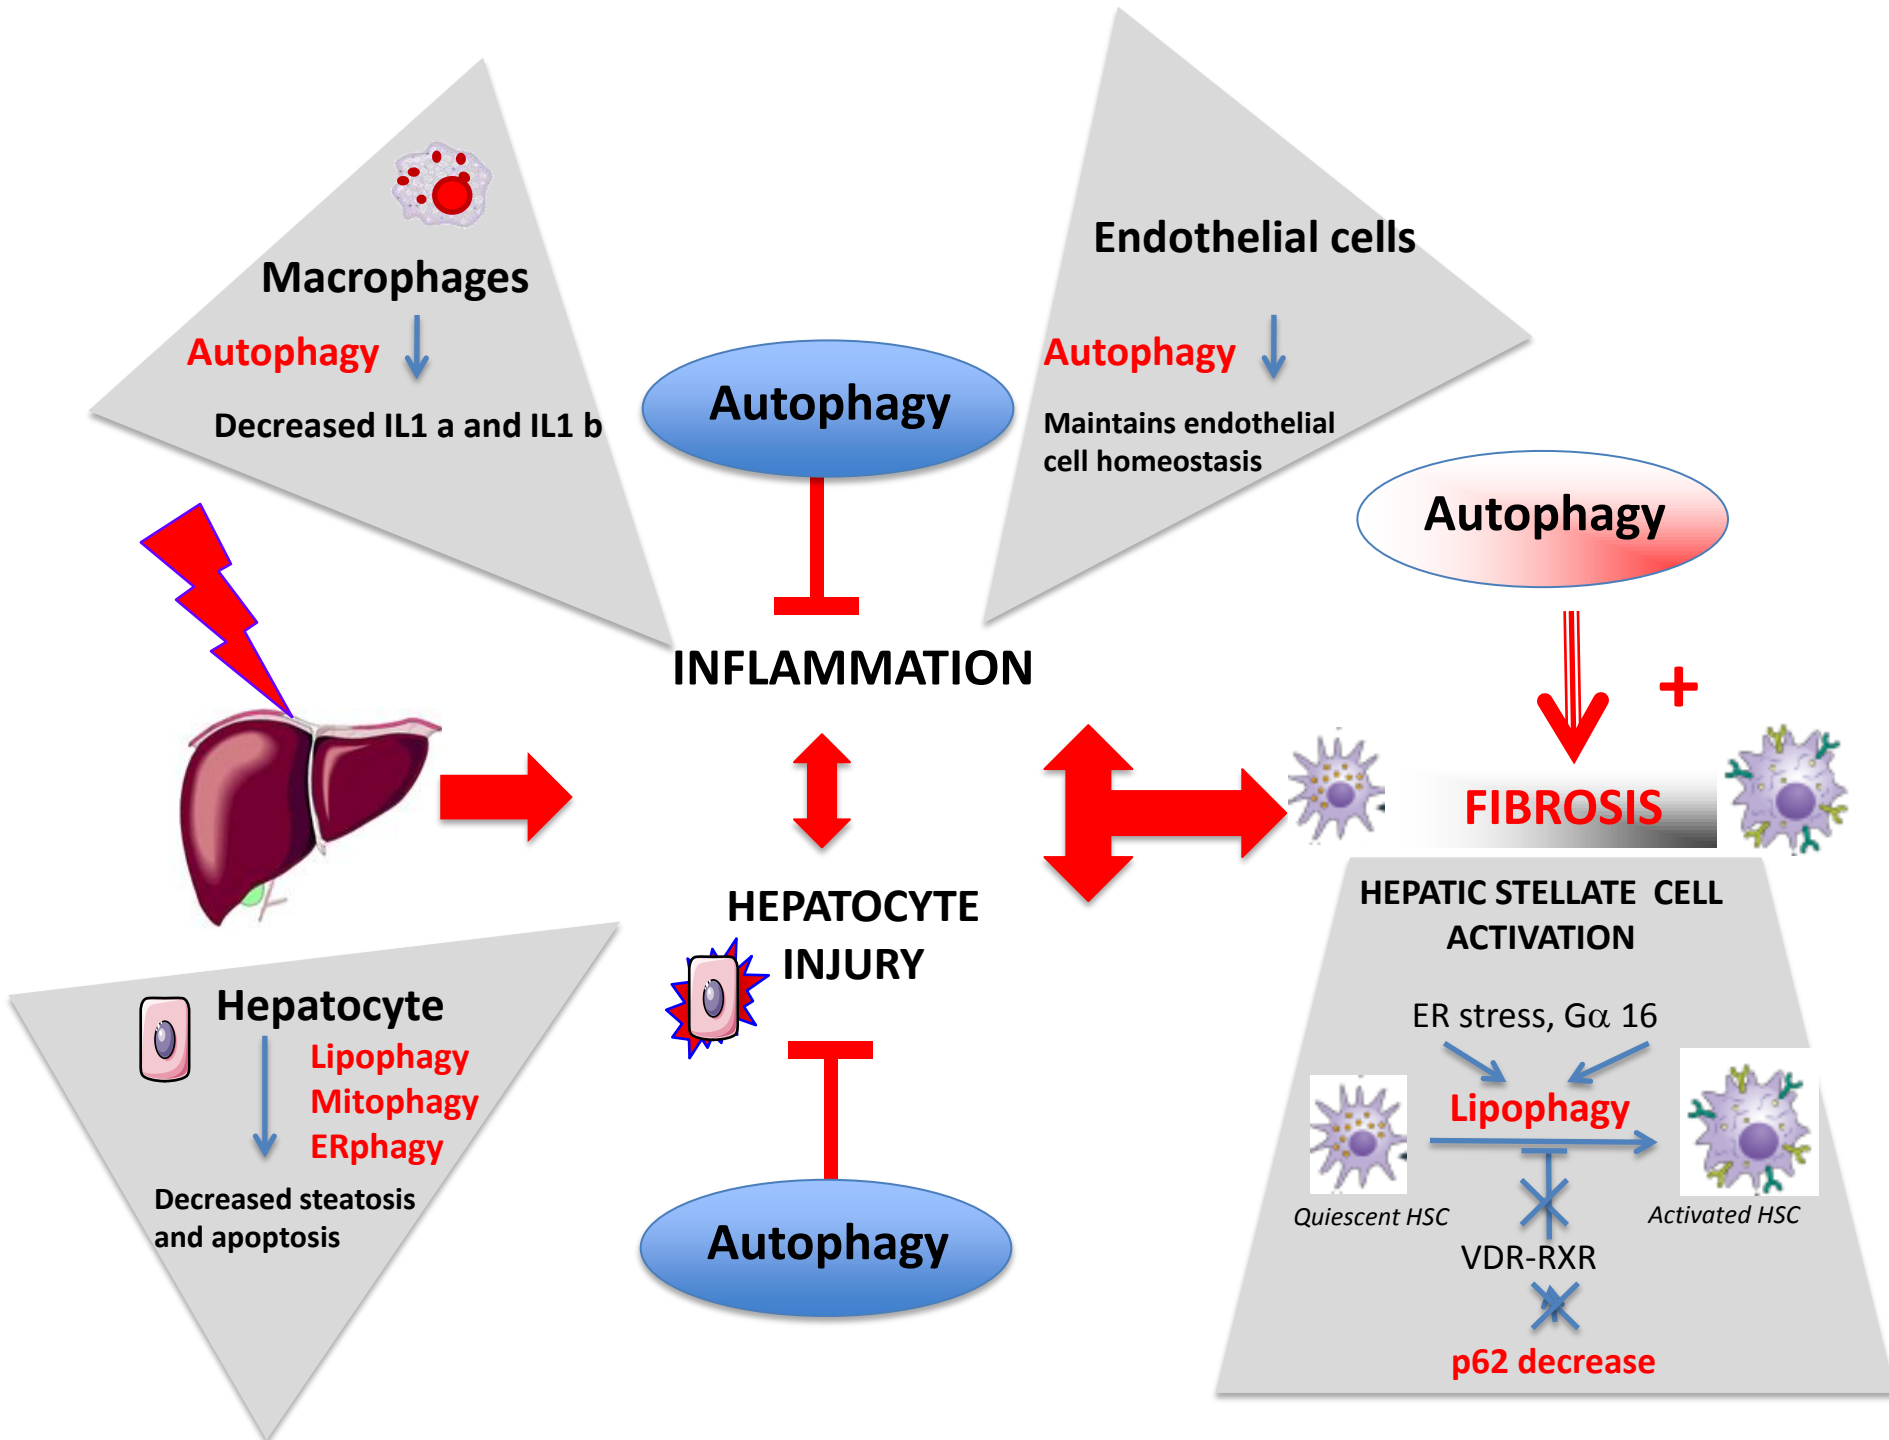 Macrophages
Autophagy
Decreased IL1 a and IL1 b
Endothelial cells
Autophagy
Maintains endothelial
cell homeostasis
Autophagy
Autophagy
INFLAMMATION
+
FIBROSIS
HEPATOCYTE
INJURY
Hepatocyte
Lipophagy
Mitophagy
ERphagy
Decreased steatosis
and apoptosis
Autophagy
HEPATIC STELLATE CELL
ACTIVATION
ER stress, Gα 16
Lipophagy
Quiescent HSC
Activated HSC
VDR-RXR
p62 decrease